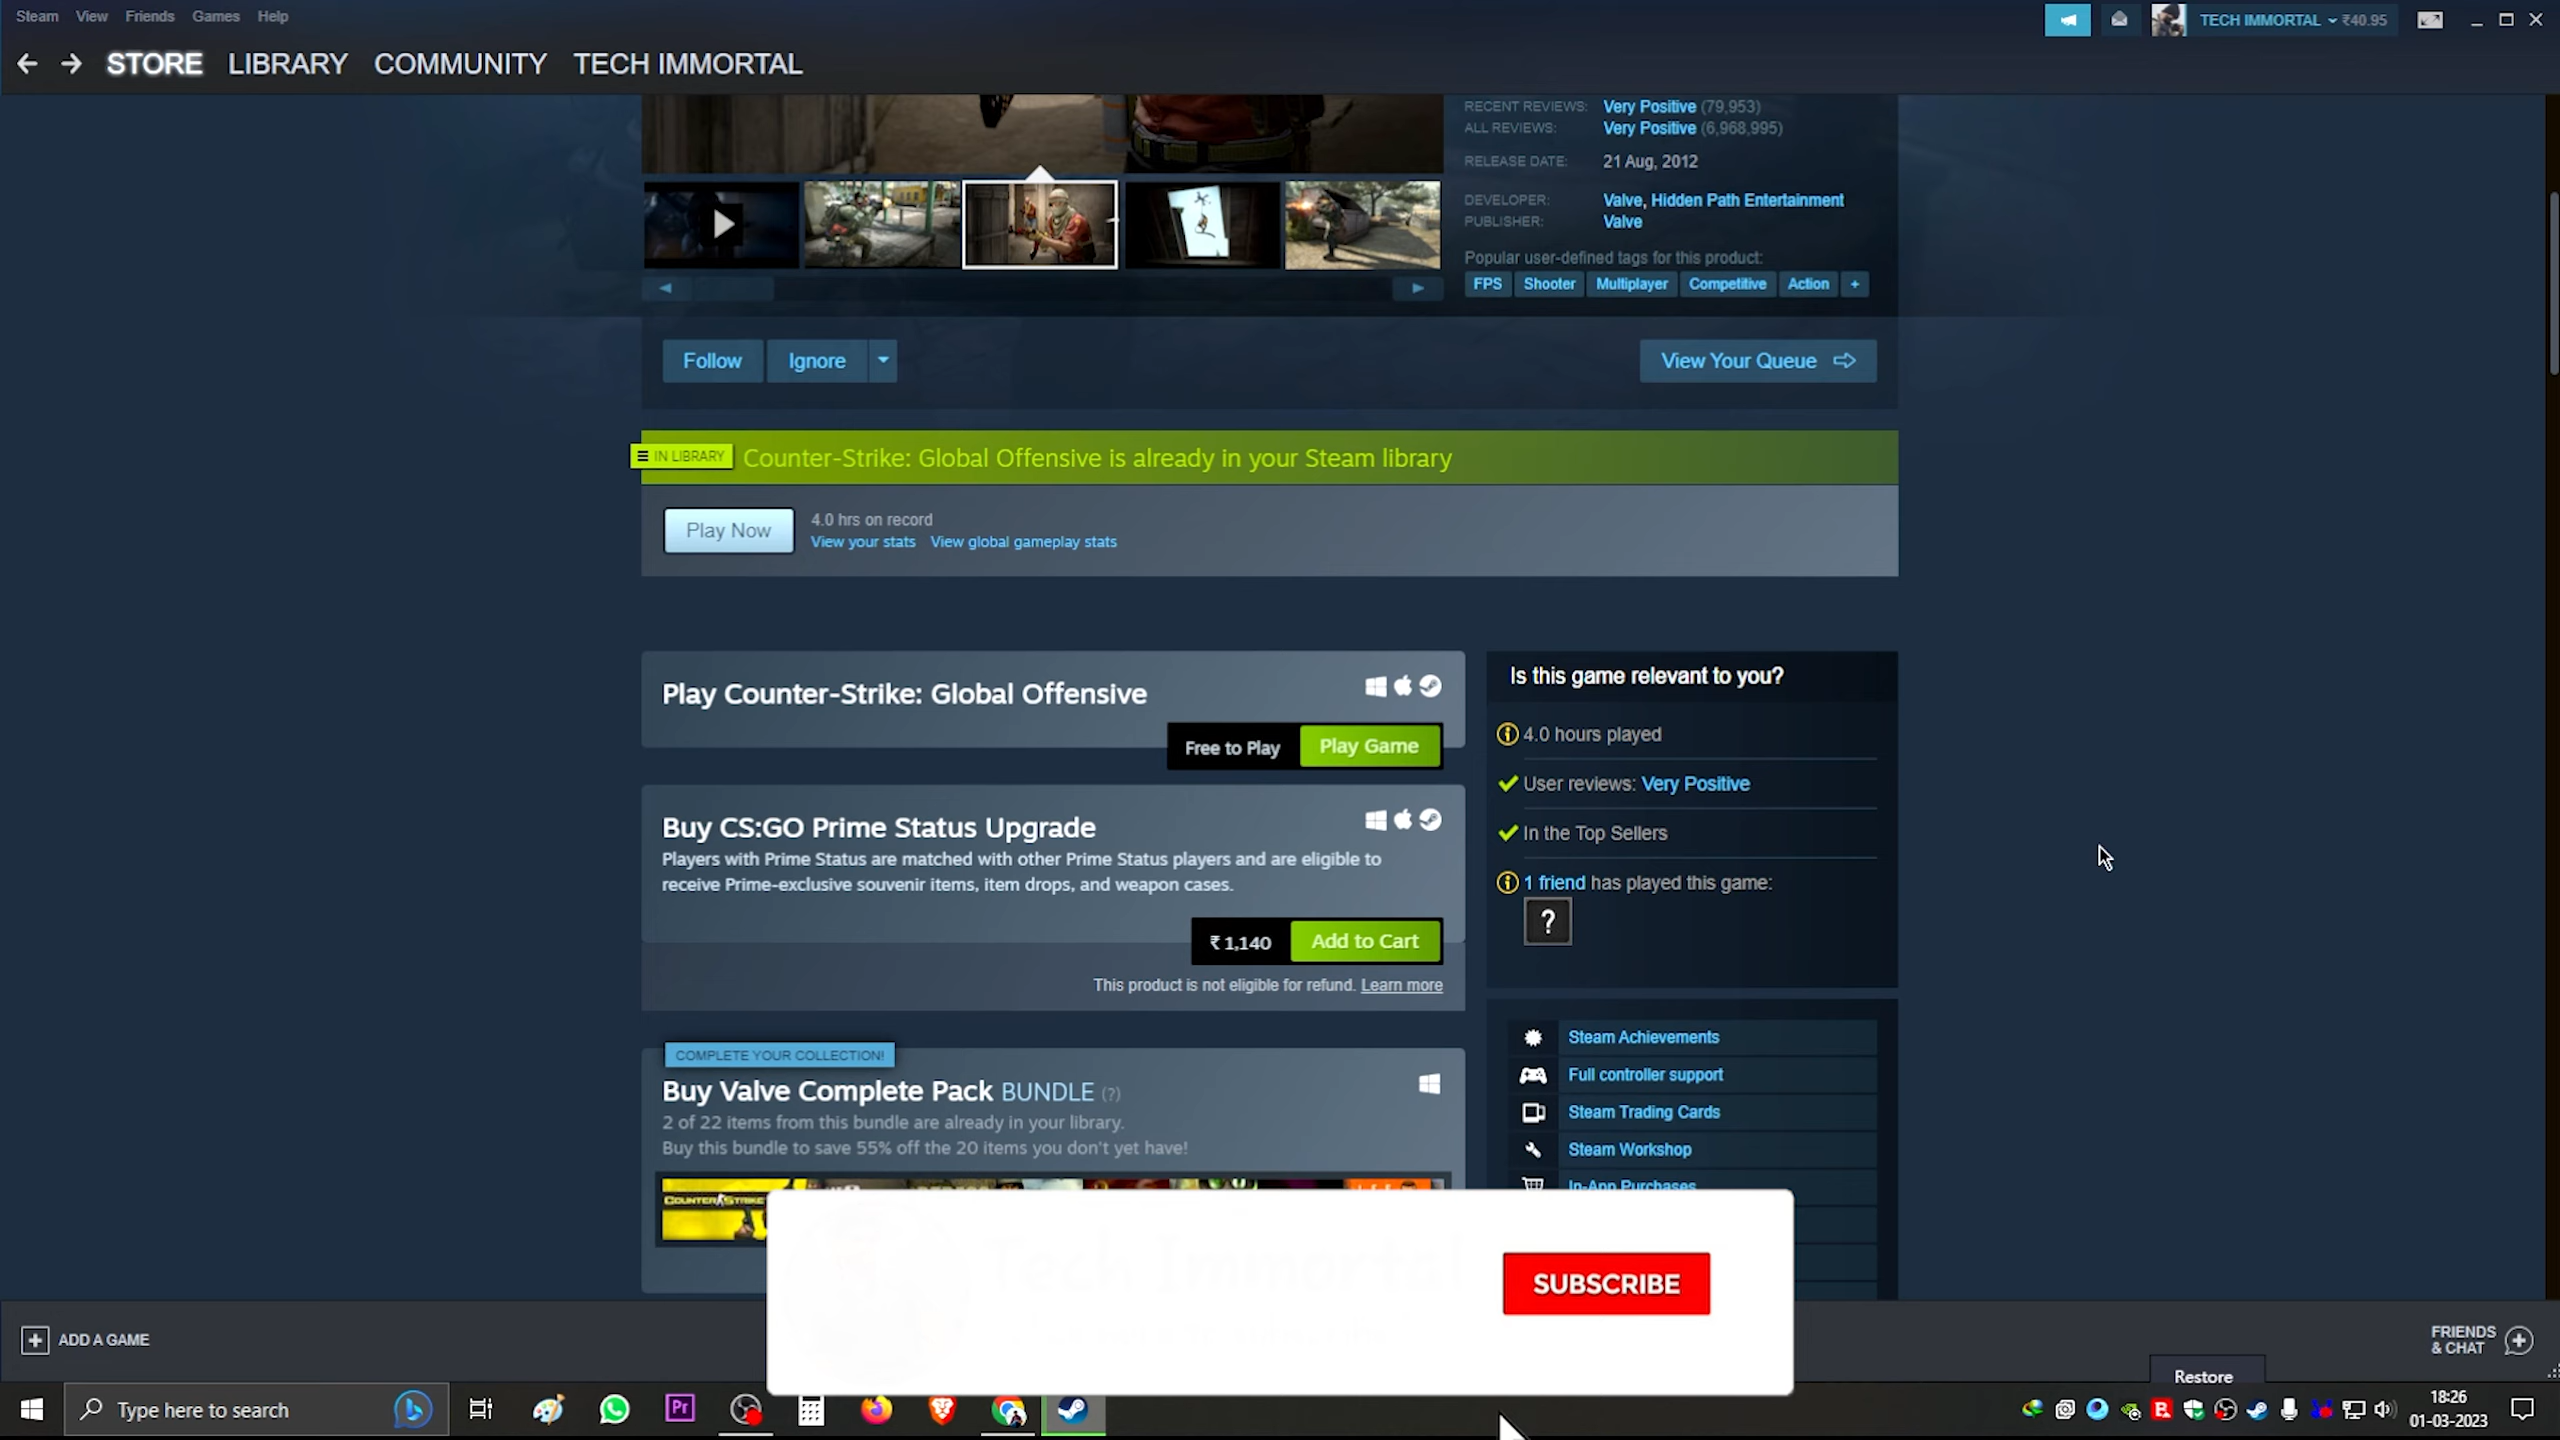 Steam View Friends Games Help
TECH IMMORTAL ₹40.95
STORE LIBRARY COMMUNITY TECH IMMORTAL
RECENT REVIEWS: Very Positive (79,953)
ALL REVIEWS: Very Positive (6,968,995)
RELEASE DATE: 21 Aug, 2012
DEVELOPER: Valve, Hidden Path Entertainment
PUBLISHER: Valve
Popular user-defined tags for this product:
FPS Shooter Multiplayer Competitive Action +
Follow Ignore
View Your Queue
IN LIBRARY
Counter-Strike: Global Offensive is already in your Steam library
Play Now
4.0 hrs on record
View your stats View global gameplay stats
Play Counter-Strike: Global Offensive
Free to Play Play Game
Buy CS:GO Prime Status Upgrade
Players with Prime Status are matched with other Prime Status players and are eligible to
receive Prime-exclusive souvenir items, item drops, and weapon cases.
₹ 1,140 Add to Cart
This product is not eligible for refund. Learn more
COMPLETE YOUR COLLECTION!
Buy Valve Complete Pack BUNDLE (?)
2 of 22 items from this bundle are already in your library.
Buy this bundle to save 55% off the 20 items you don't yet have!
COUNTER STRIKE
Is this game relevant to you?
4.0 hours played
User reviews: Very Positive
In the Top Sellers
1 friend has played this game:
?
Steam Achievements
Full controller support
Steam Trading Cards
Steam Workshop
In-App Purchases
Tech Immortal
SUBSCRIBE
ADD A GAME
FRIENDS
& CHAT
Restore
Type here to search
Pr
18:26
01-03-2023